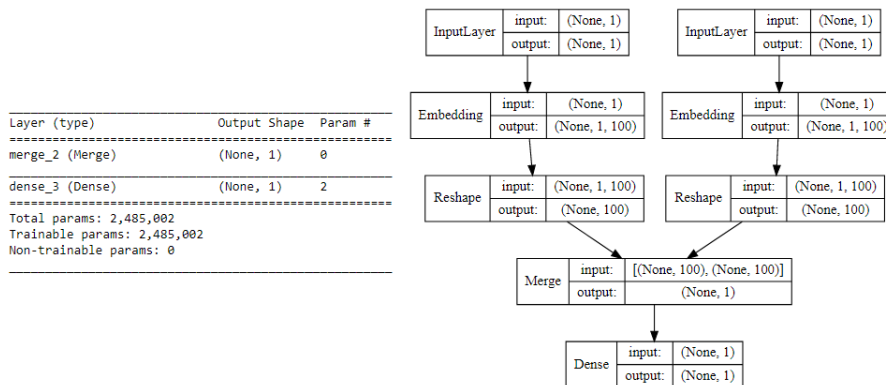 Layer (type) Output Shape Param #
merge_2 (Merge) (None, 1) 0
dense_3 (Dense) (None, 1) 2
Total params: 2,485,002
Trainable params: 2,485,002
Non-trainable params: 0
InputLayer input: (None, 1)
output: (None, 1)
InputLayer input: (None, 1)
output: (None, 1)
Embedding input: (None, 1)
output: (None, 1, 100)
Embedding input: (None, 1)
output: (None, 1, 100)
Reshape input: (None, 1, 100)
output: (None, 100)
Reshape input: (None, 1, 100)
output: (None, 100)
Merge input: [(None, 100), (None, 100)]
output: (None, 1)
Dense input: (None, 1)
output: (None, 1)